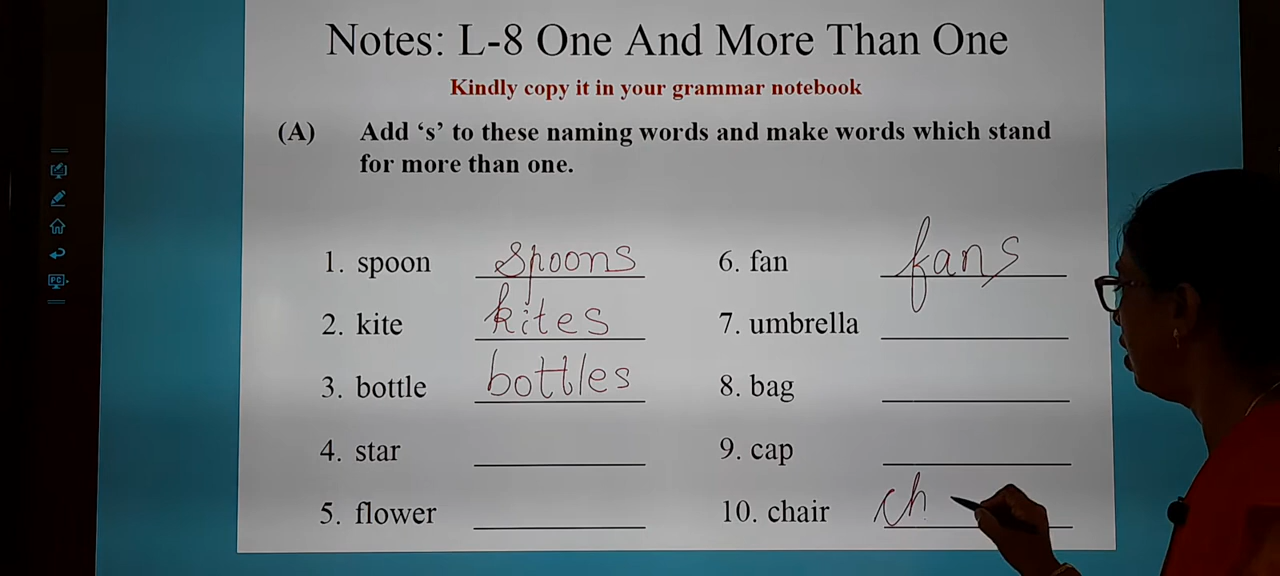 Notes: L-8 One And More Than One
Kindly copy it in your grammar notebook
(A) Add ‘s’ to these naming words and make words which stand
for more than one.
1. spoon spoons
2. kite kites
3. bottle bottles
4. star
5. flower
6. fan fans
7. umbrella
8. bag
9. cap
10. chair ch
PC